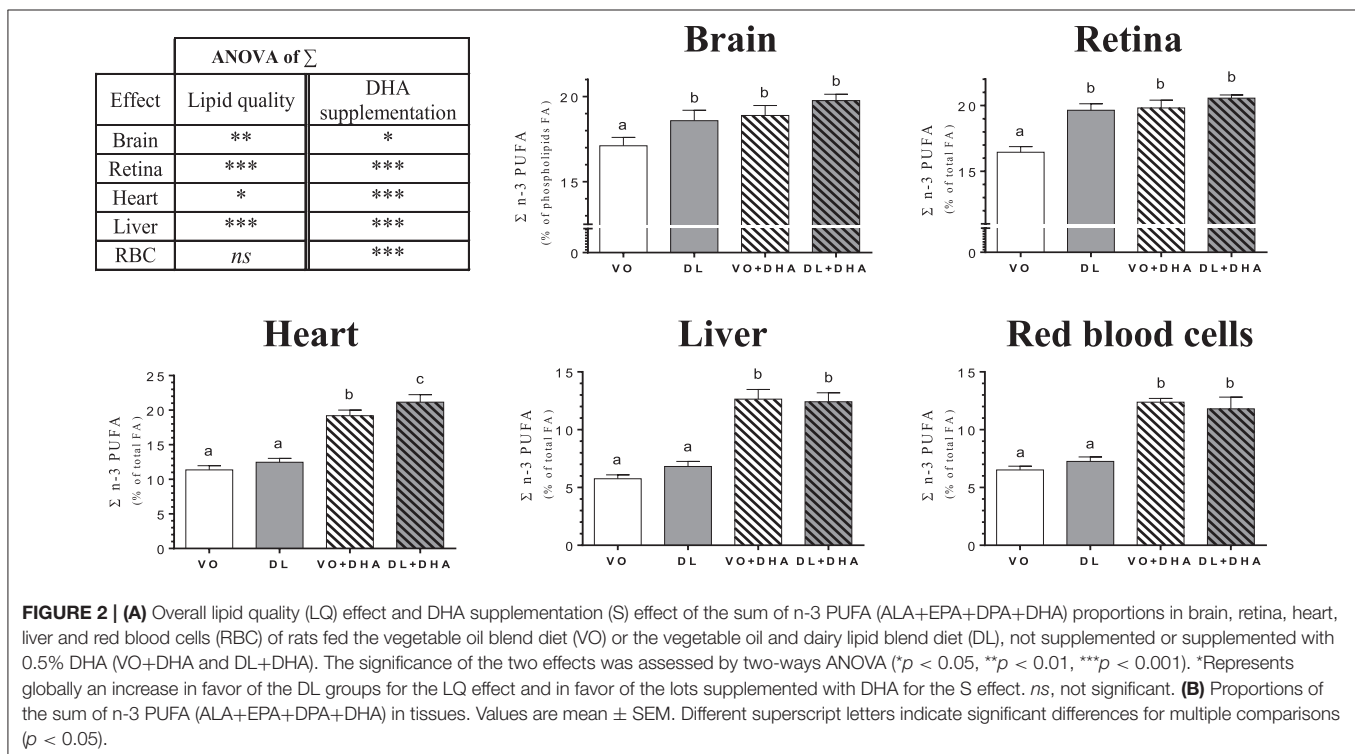 ANOVA of ∑
Effect Lipid quality DHA supplementation
Brain ** *
Retina *** ***
Heart * ***
Liver *** ***
RBC ns ***
Brain
Σ n-3 PUFA
(% of phospholipids FA)
20
15
0
a b b b
VO DL VO+DHA DL+DHA
Retina
Σ n-3 PUFA
(% of total FA)
20
15
0
a b b b
VO DL VO+DHA DL+DHA
Heart
Σ n-3 PUFA
(% of total FA)
25
20
15
10
5
0
a a b c
VO DL VO+DHA DL+DHA
Liver
Σ n-3 PUFA
(% of total FA)
15
10
5
0
a a b b
VO DL VO+DHA DL+DHA
Red blood cells
Σ n-3 PUFA
(% of total FA)
15
10
5
0
a a b b
VO DL VO+DHA DL+DHA
FIGURE 2 | (A) Overall lipid quality (LQ) effect and DHA supplementation (S) effect of the sum of n-3 PUFA (ALA+EPA+DPA+DHA) proportions in brain, retina, heart,
liver and red blood cells (RBC) of rats fed the vegetable oil blend diet (VO) or the vegetable oil and dairy lipid blend diet (DL), not supplemented or supplemented with
0.5% DHA (VO+DHA and DL+DHA). The significance of the two effects was assessed by two-ways ANOVA (*p < 0.05, **p < 0.01, ***p < 0.001). *Represents
globally an increase in favor of the DL groups for the LQ effect and in favor of the lots supplemented with DHA for the S effect. ns, not significant. (B) Proportions of
the sum of n-3 PUFA (ALA+EPA+DPA+DHA) in tissues. Values are mean ± SEM. Different superscript letters indicate significant differences for multiple comparisons
(p < 0.05).